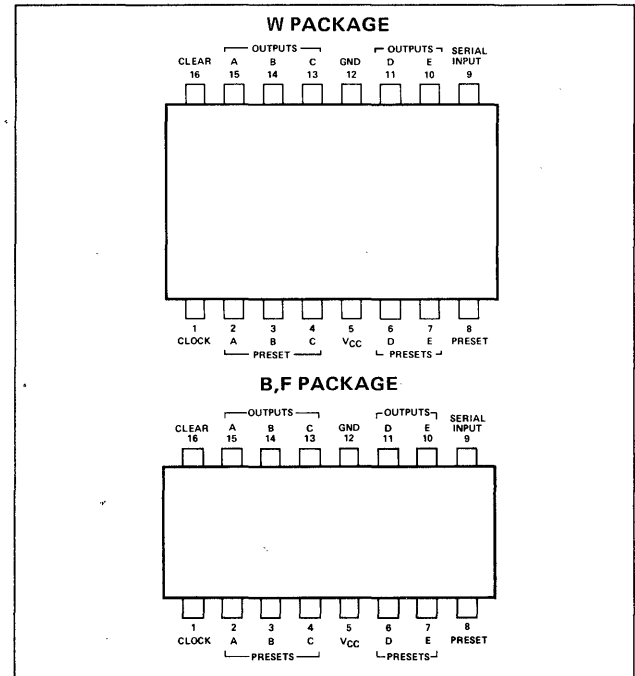 W PACKAGE
OUTPUTS OUTPUTS SERIAL
CLEAR A B C GND D E INPUT
16 15 14 13 12 11 10 9
1 2 3 4 5 6 7 8
CLOCK A B C VCC D E PRESET
PRESET PRESETS
B,F PACKAGE
OUTPUTS OUTPUTS SERIAL
CLEAR A B C GND D E INPUT
16 15 14 13 12 11 10 9
1 2 3 4 5 6 7 8
CLOCK A B C VCC D E PRESET
PRESETS PRESETS